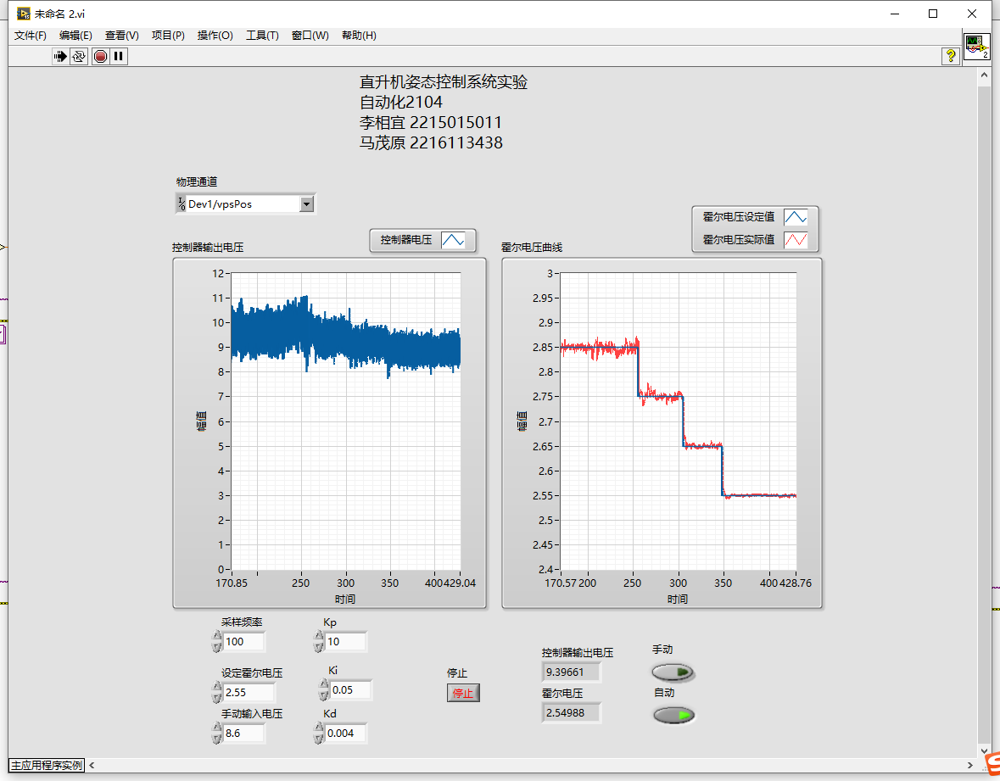 未命名 2.vi
文件(F) 编辑(E) 查看(V) 项目(P) 操作(O) 工具(T) 窗口(W) 帮助(H)
?
2
直升机姿态控制系统实验
自动化2104
李相宜 2215015011
马茂原 2216113438
物理通道
I/0 Dev1/vpsPos
控制器输出电压
控制器电压
12
11
10
9
8
7
6
5
4
3
2
1
0
幅值
170.85 250 300 350 400 429.04
时间
霍尔电压曲线
霍尔电压设定值
霍尔电压实际值
3
2.95
2.9
2.85
2.8
2.75
2.7
2.65
2.6
2.55
2.5
2.45
2.4
幅值
170.57 200 250 300 350 400 428.76
时间
采样频率
100
Kp
10
设定霍尔电压
2.55
Ki
0.05
手动输入电压
8.6
Kd
0.004
停止
停止
控制器输出电压
9.39661
霍尔电压
2.54988
手动
自动
主应用程序实例